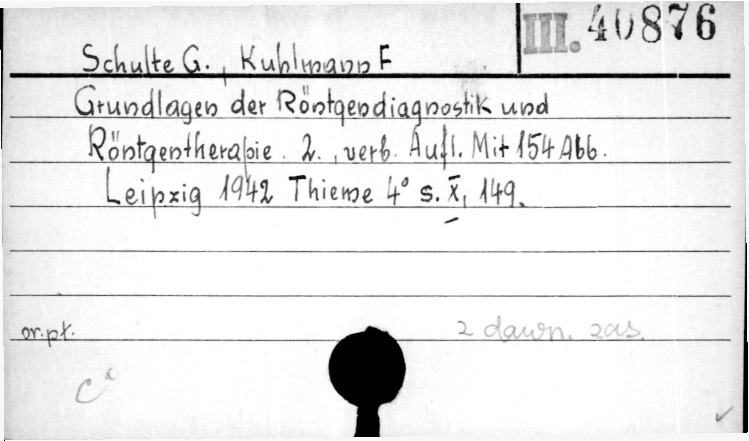 III. 40876
Schulte G., Kuhlmann F
Grundlagen der Röntgendiagnostik und
Röntgentherapie. 2., verb. Aufl. Mit 154 Abb.
Leipzig 1942 Thieme 4° s. X, 149.
or. pt.
2 dawn. zas.
C x